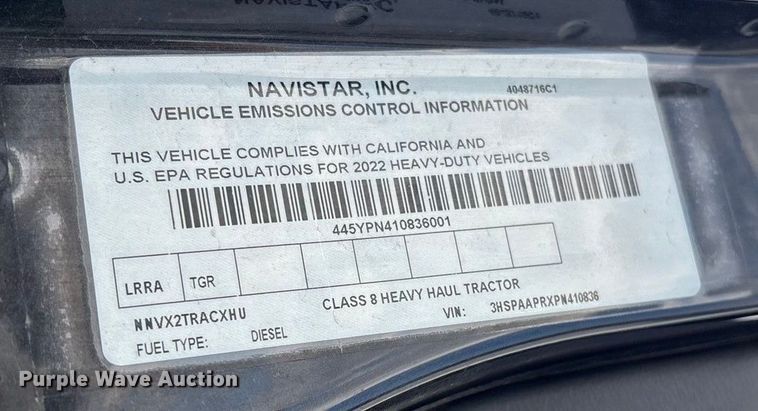 NAVISTAR, INC.
4048716C1
VEHICLE EMISSIONS CONTROL INFORMATION
THIS VEHICLE COMPLIES WITH CALIFORNIA AND
U.S. EPA REGULATIONS FOR 2022 HEAVY-DUTY VEHICLES
445YPN410836001
LRRA TGR
NNVX2TRACXHU
CLASS 8 HEAVY HAUL TRACTOR
FUEL TYPE: DIESEL
VIN: 3HSPAAPRXPN410836
Purple Wave Auction